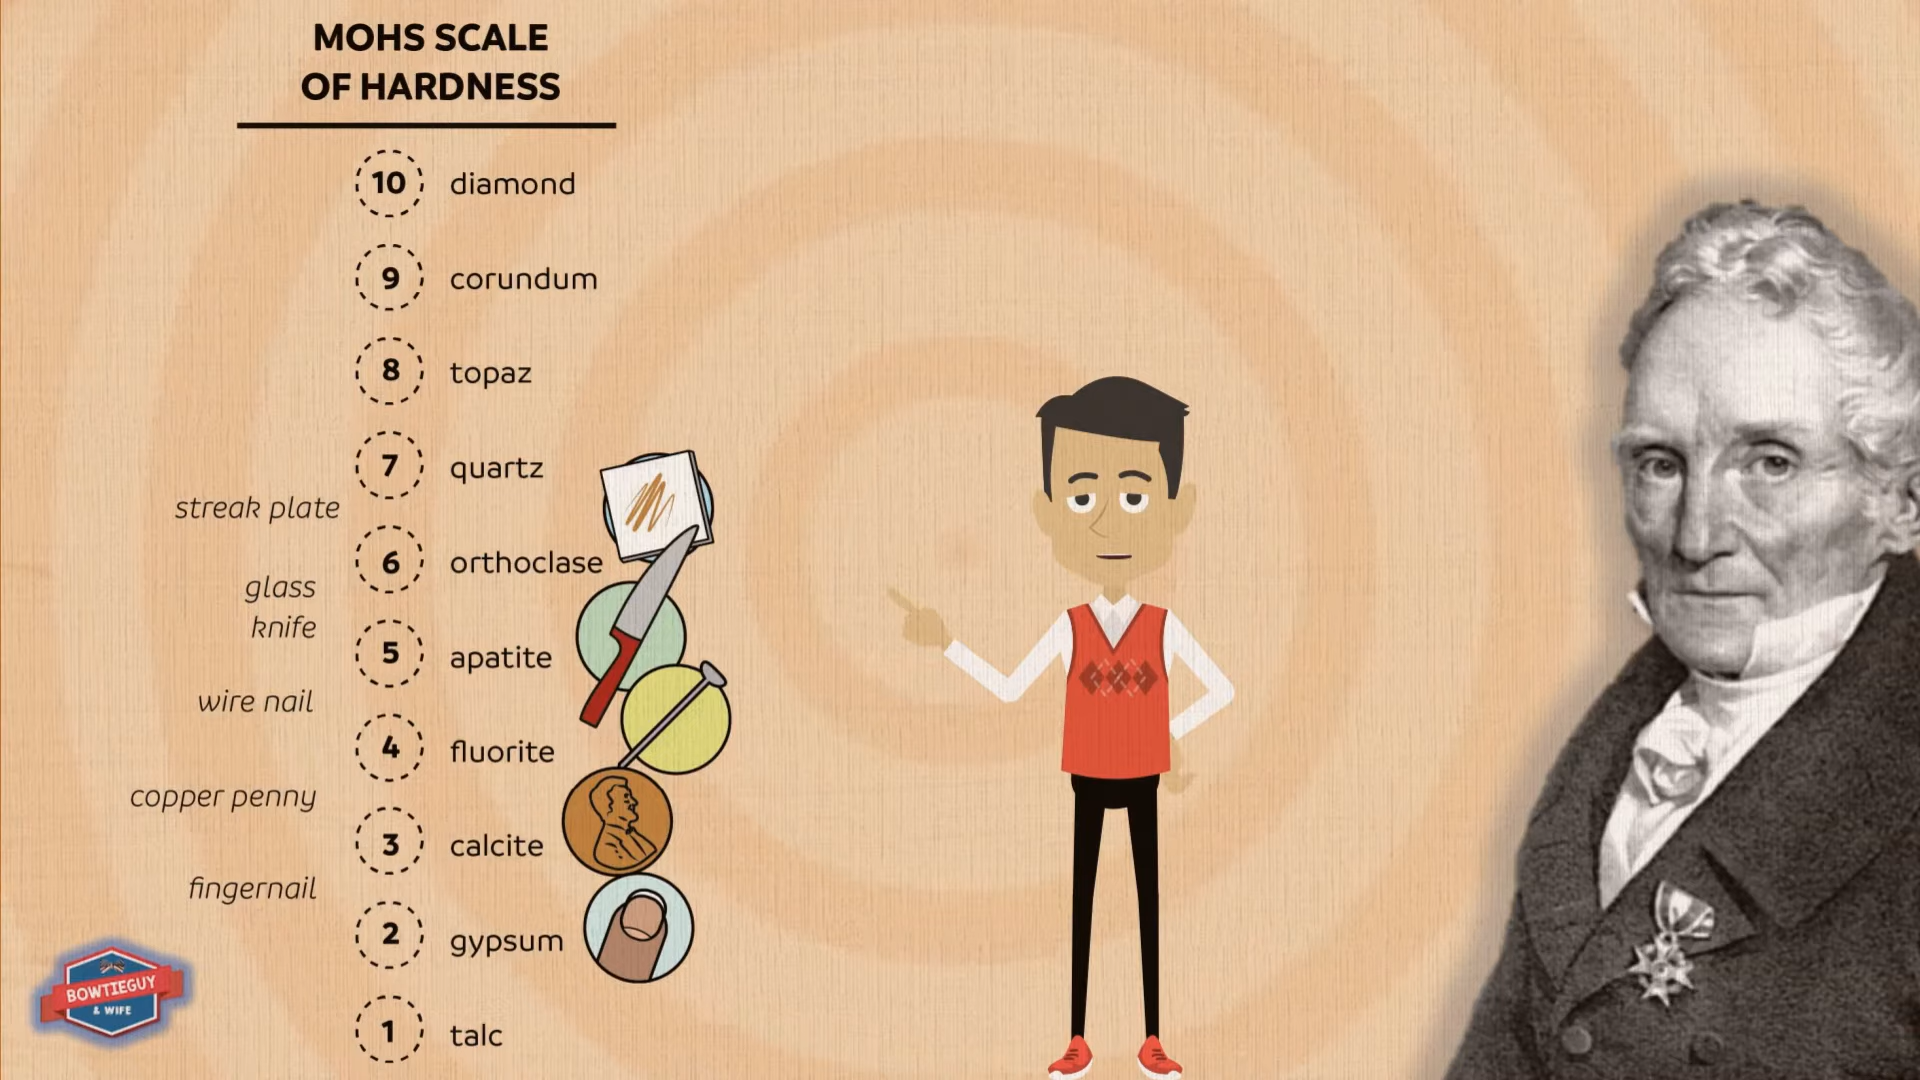 MOHS SCALE
OF HARDNESS
10 diamond
9 corundum
8 topaz
7 quartz
streak plate
6 orthoclase
glass
knife
5 apatite
wire nail
4 fluorite
copper penny
3 calcite
fingernail
2 gypsum
1 talc
BOWTIEGUY
& WIFE